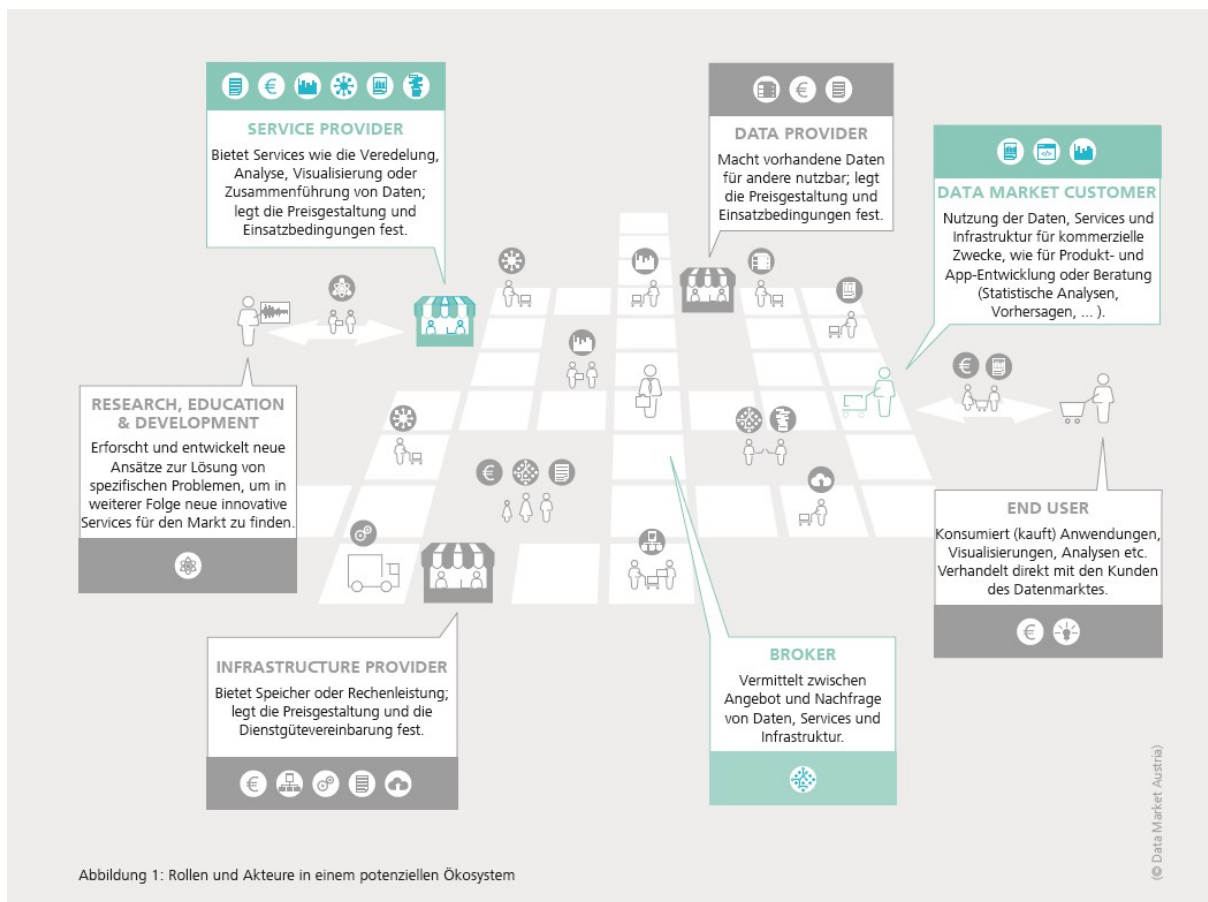 SERVICE PROVIDER
Bietet Services wie die Veredelung,
Analyse, Visualisierung oder
Zusammenführung von Daten;
legt die Preisgestaltung und
Einsatzbedingungen fest.
DATA PROVIDER
Macht vorhandene Daten
für andere nutzbar; legt
die Preisgestaltung und
Einsatzbedingungen fest.
DATA MARKET CUSTOMER
Nutzung der Daten, Services und
Infrastruktur für kommerzielle
Zwecke, wie für Produkt- und
App-Entwicklung oder Beratung
(Statistische Analysen,
Vorhersagen, ... ).
RESEARCH, EDUCATION
& DEVELOPMENT
Erforscht und entwickelt neue
Ansätze zur Lösung von
spezifischen Problemen, um in
weiterer Folge neue innovative
Services für den Markt zu finden.
END USER
Konsumiert (kauft) Anwendungen,
Visualisierungen, Analysen etc.
Verhandelt direkt mit den Kunden
des Datenmarktes.
INFRASTRUCTURE PROVIDER
Bietet Speicher oder Rechenleistung;
legt die Preisgestaltung und die
Dienstgütevereinbarung fest.
BROKER
Vermittelt zwischen
Angebot und Nachfrage
von Daten, Services und
Infrastruktur.
(© Data Market Austria)
Abbildung 1: Rollen und Akteure in einem potenziellen Ökosystem